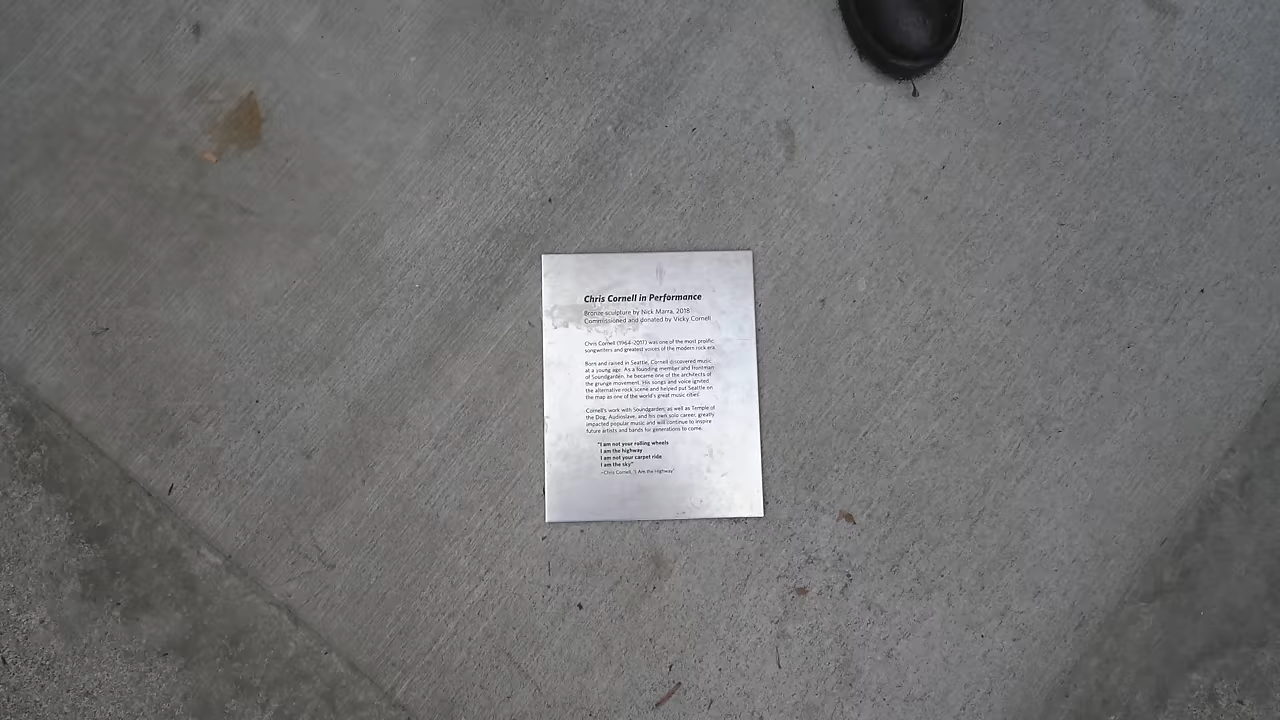 Chris Cornell in Performance
Bronze sculpture by Nick Marra, 2018
Commissioned and donated by Vicky Cornell
Chris Cornell (1964-2017) was one of the most prolific
songwriters and greatest voices of the modern rock era.
Born and raised in Seattle, Cornell discovered music
at a young age. As a founding member and frontman
of Soundgarden, he became one of the architects of
the grunge movement. His songs and voice ignited
the alternative rock scene and helped put Seattle on
the map as one of the world's great music cities.
Cornell's work with Soundgarden, as well as Temple of
the Dog, Audioslave, and his own solo career, greatly
impacted popular music and will continue to inspire
future artists and bands for generations to come.
"I am not your rolling wheels
I am the highway
I am not your carpet ride
I am the sky"
–Chris Cornell, "I Am the Highway"